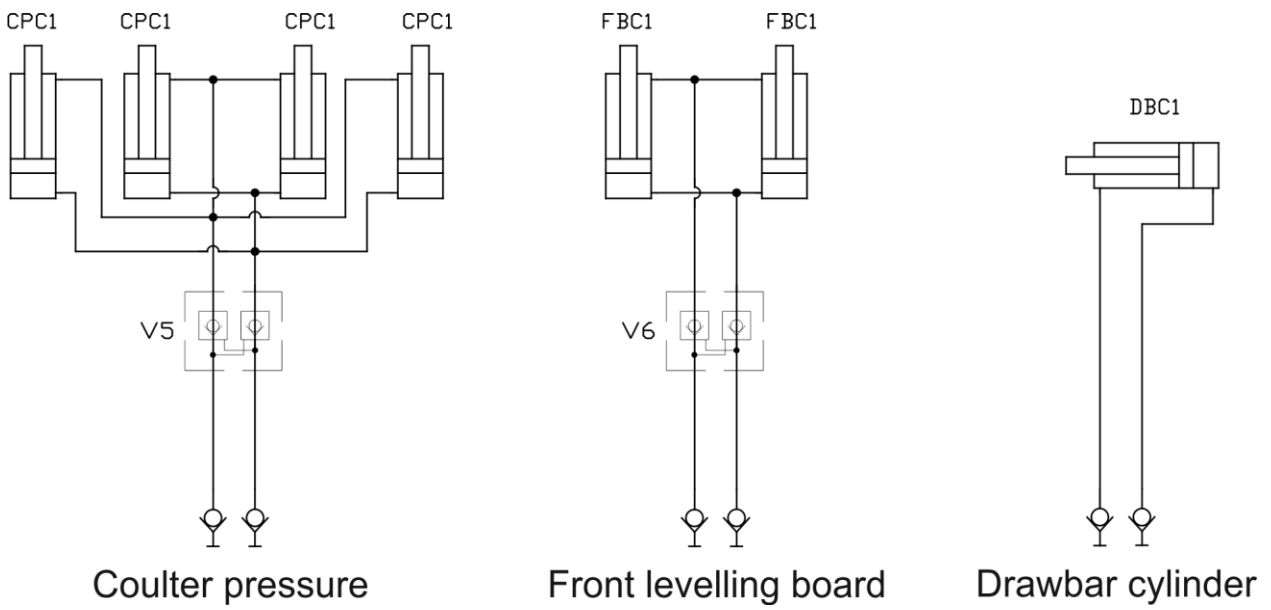 CPC1 CPC1 CPC1 CPC1 FBC1 FBC1
DBC1
V5 V6
Coulter pressure Front levelling board Drawbar cylinder